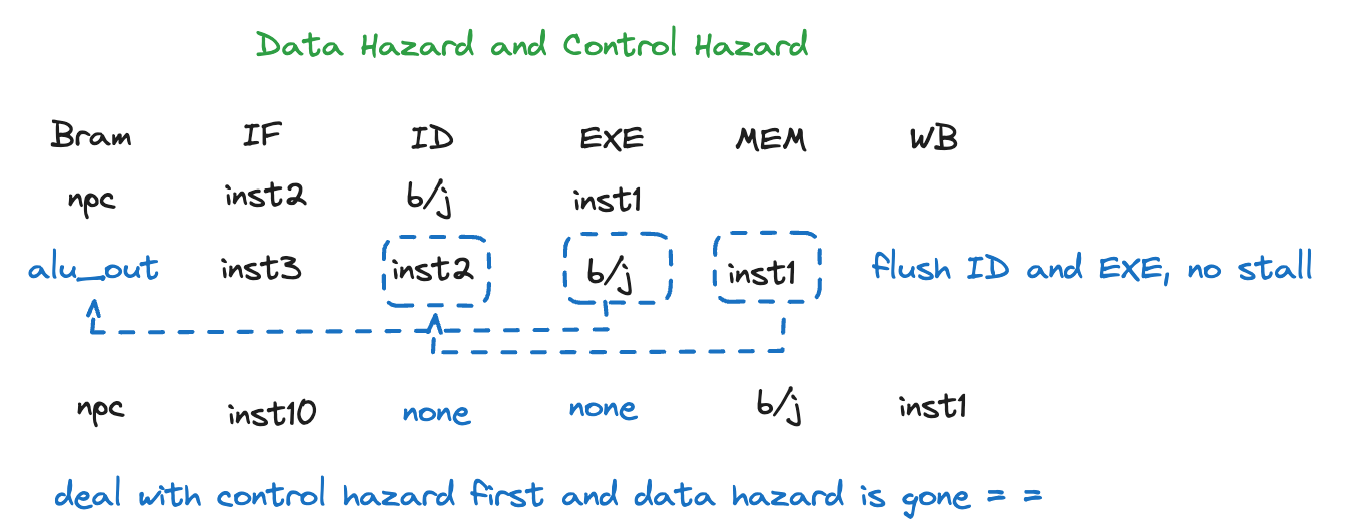 Data Hazard and Control Hazard
Bram IF ID EXE MEM WB
npc inst2 b/j inst1
alu_out inst3 inst2 b/j inst1 flush ID and EXE, no stall
npc inst10 none none b/j inst1
deal with control hazard first and data hazard is gone = =